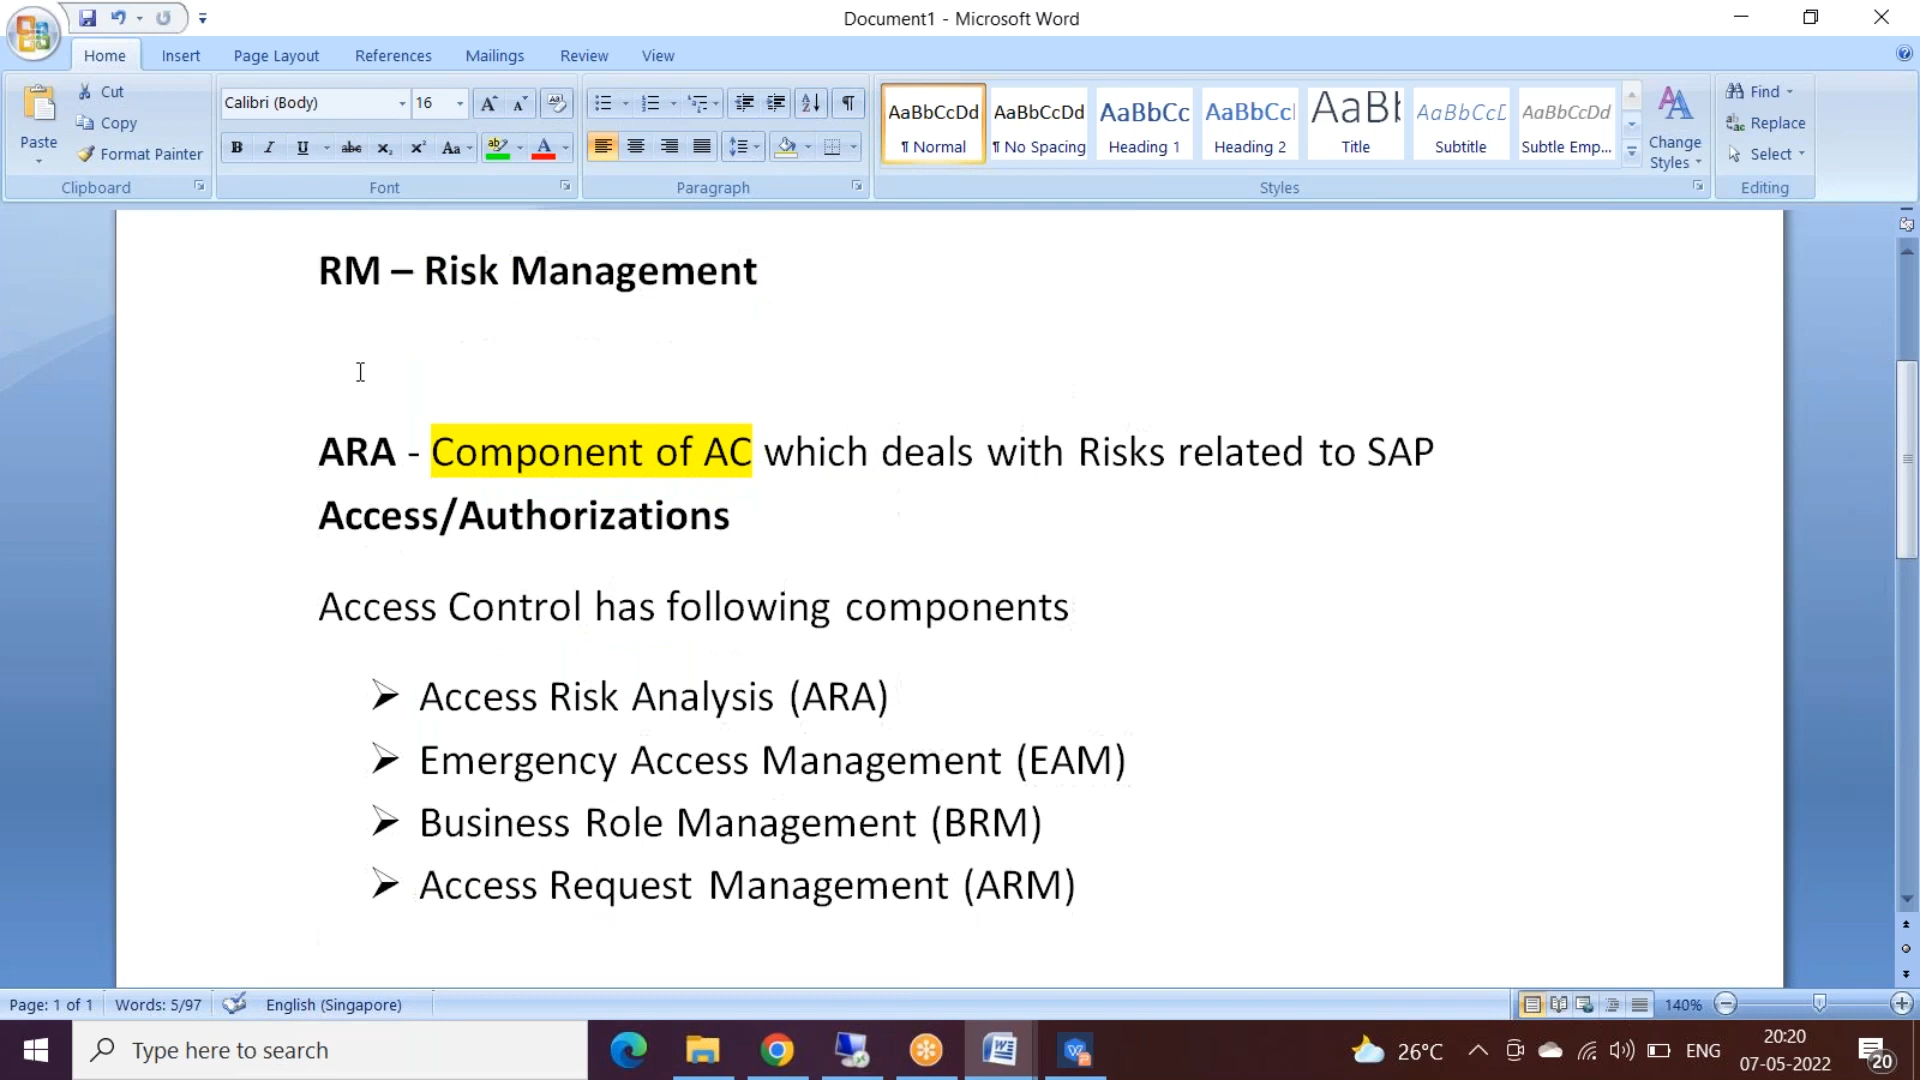 Document1 - Microsoft Word
Home Insert Page Layout References Mailings Review View
Paste
Cut
Copy
Format Painter
Clipboard
Calibri (Body) 16
Font
Paragraph
AaBbCcDd AaBbCcDd AaBbCc AaBbCc AaB AaBbCcD AaBbCcDd
¶ Normal ¶ No Spacing Heading 1 Heading 2 Title Subtitle Subtle Emp...
Change Styles
Styles
Find
Replace
Select
Editing
RM – Risk Management
ARA - Component of AC which deals with Risks related to SAP
Access/Authorizations
Access Control has following components
➢ Access Risk Analysis (ARA)
➢ Emergency Access Management (EAM)
➢ Business Role Management (BRM)
➢ Access Request Management (ARM)
Page: 1 of 1 Words: 5/97 English (Singapore) 140%
Type here to search
26°C ENG
20:20
07-05-2022
20